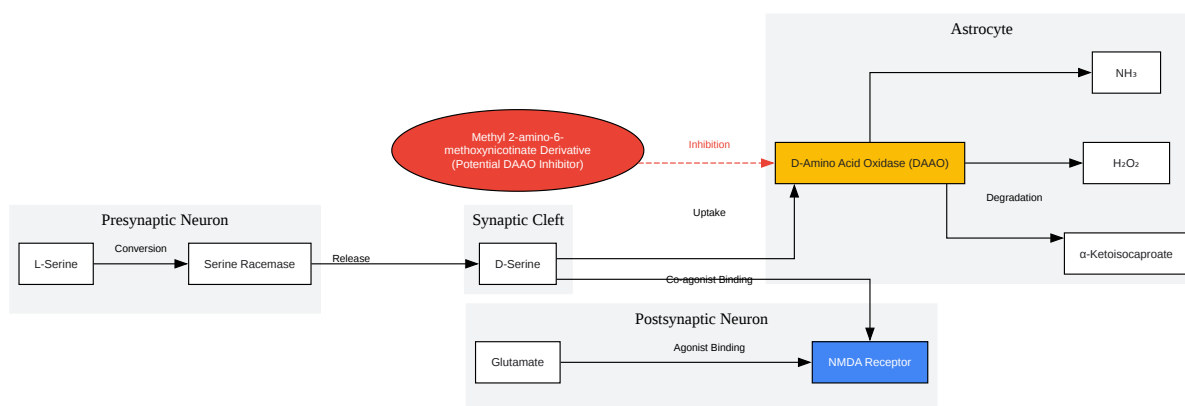 Astrocyte
NH₃
Methyl 2-amino-6-
methoxynicotinate Derivative
(Potential DAAO Inhibitor)
Inhibition
D-Amino Acid Oxidase (DAAO)
H₂O₂
Degradation
Presynaptic Neuron
Synaptic Cleft
Uptake
L-Serine
Conversion
Serine Racemase
Release
D-Serine
α-Ketoisocaproate
Co-agonist Binding
Postsynaptic Neuron
Glutamate
Agonist Binding
NMDA Receptor